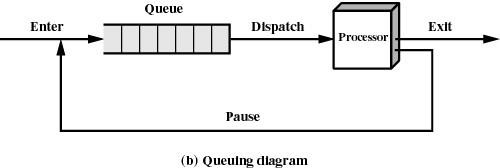 Queue
Enter
Dispatch
Processor
Exit
Pause
(b) Queuing diagram